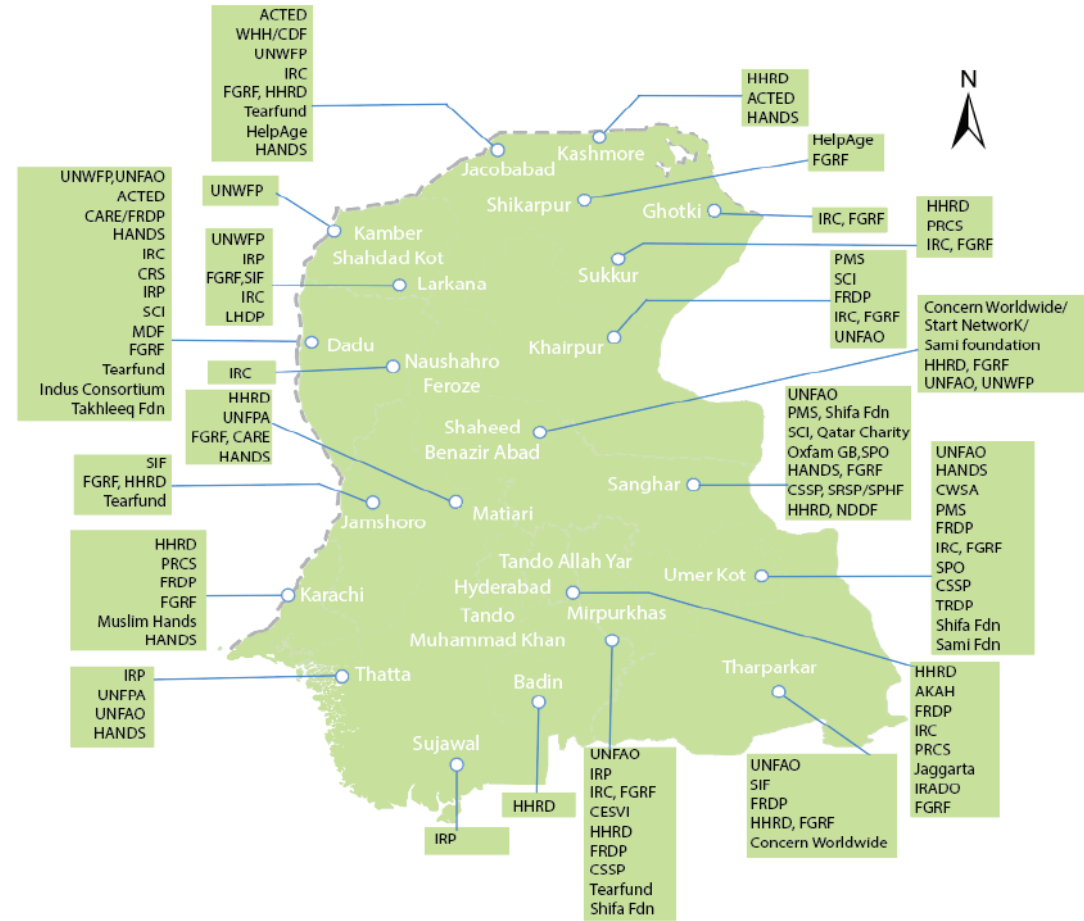 ACTED
WHH/CDF
UNWFP
IRC
FGRF, HHRD
Tearfund
HelpAge
HANDS
HHRD
ACTED
HANDS
N
HelpAge
FGRF
Jacobabad
Kashmore
UNWFP,UNFAO
ACTED
CARE/FRDP
HANDS
IRC
CRS
IRP
SCI
MDF
FGRF
Tearfund
Indus Consortium
Takhleeq Fdn
UNWFP
Shikarpur
Ghotki
IRC, FGRF
HHRD
PRCS
IRC, FGRF
Kamber
Shahdad Kot
UNWFP
IRP
FGRF,SIF
IRC
LHDP
Larkana
Sukkur
PMS
SCI
FRDP
IRC, FGRF
UNFAO
Concern Worldwide/
Start NetworK/
Sami foundation
HHRD, FGRF
UNFAO, UNWFP
Dadu
Khairpur
IRC
Naushahro
Feroze
HHRD
UNFPA
FGRF, CARE
HANDS
Shaheed
Benazir Abad
UNFAO
PMS, Shifa Fdn
SCI, Qatar Charity
Oxfam GB,SPO
HANDS, FGRF
CSSP, SRSP/SPHF
HHRD, NDDF
SIF
FGRF, HHRD
Tearfund
Sanghar
UNFAO
HANDS
CWSA
PMS
FRDP
IRC, FGRF
SPO
CSSP
TRDP
Shifa Fdn
Sami Fdn
Jamshoro
Matiari
HHRD
PRCS
FRDP
FGRF
Muslim Hands
HANDS
Karachi
Tando Allah Yar
Hyderabad
Umer Kot
Tando
Muhammad Khan
Mirpurkhas
IRP
UNFPA
UNFAO
HANDS
Thatta
Badin
Tharparkar
HHRD
AKAH
FRDP
IRC
PRCS
Jaggarta
IRADO
FGRF
Sujawal
UNFAO
IRP
IRC, FGRF
CESVI
HHRD
FRDP
CSSP
Tearfund
Shifa Fdn
UNFAO
SIF
FRDP
HHRD, FGRF
Concern Worldwide
HHRD
IRP